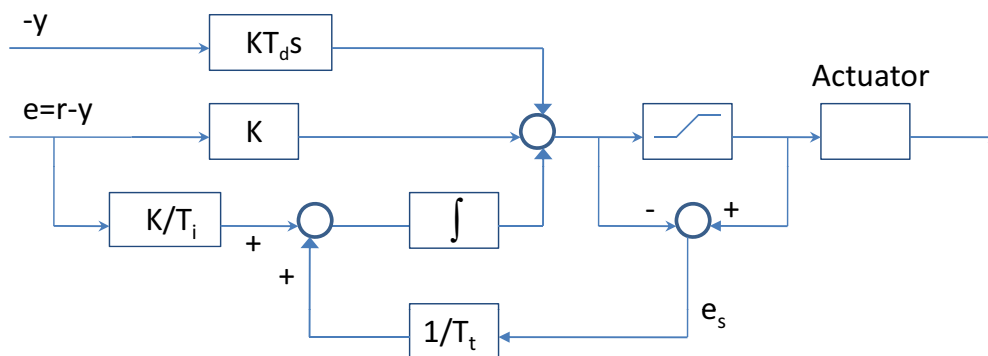 -y
KT_ds
Actuator
e=r-y
K
K/T_i
+
∫
-
+
+
e_s
1/T_t